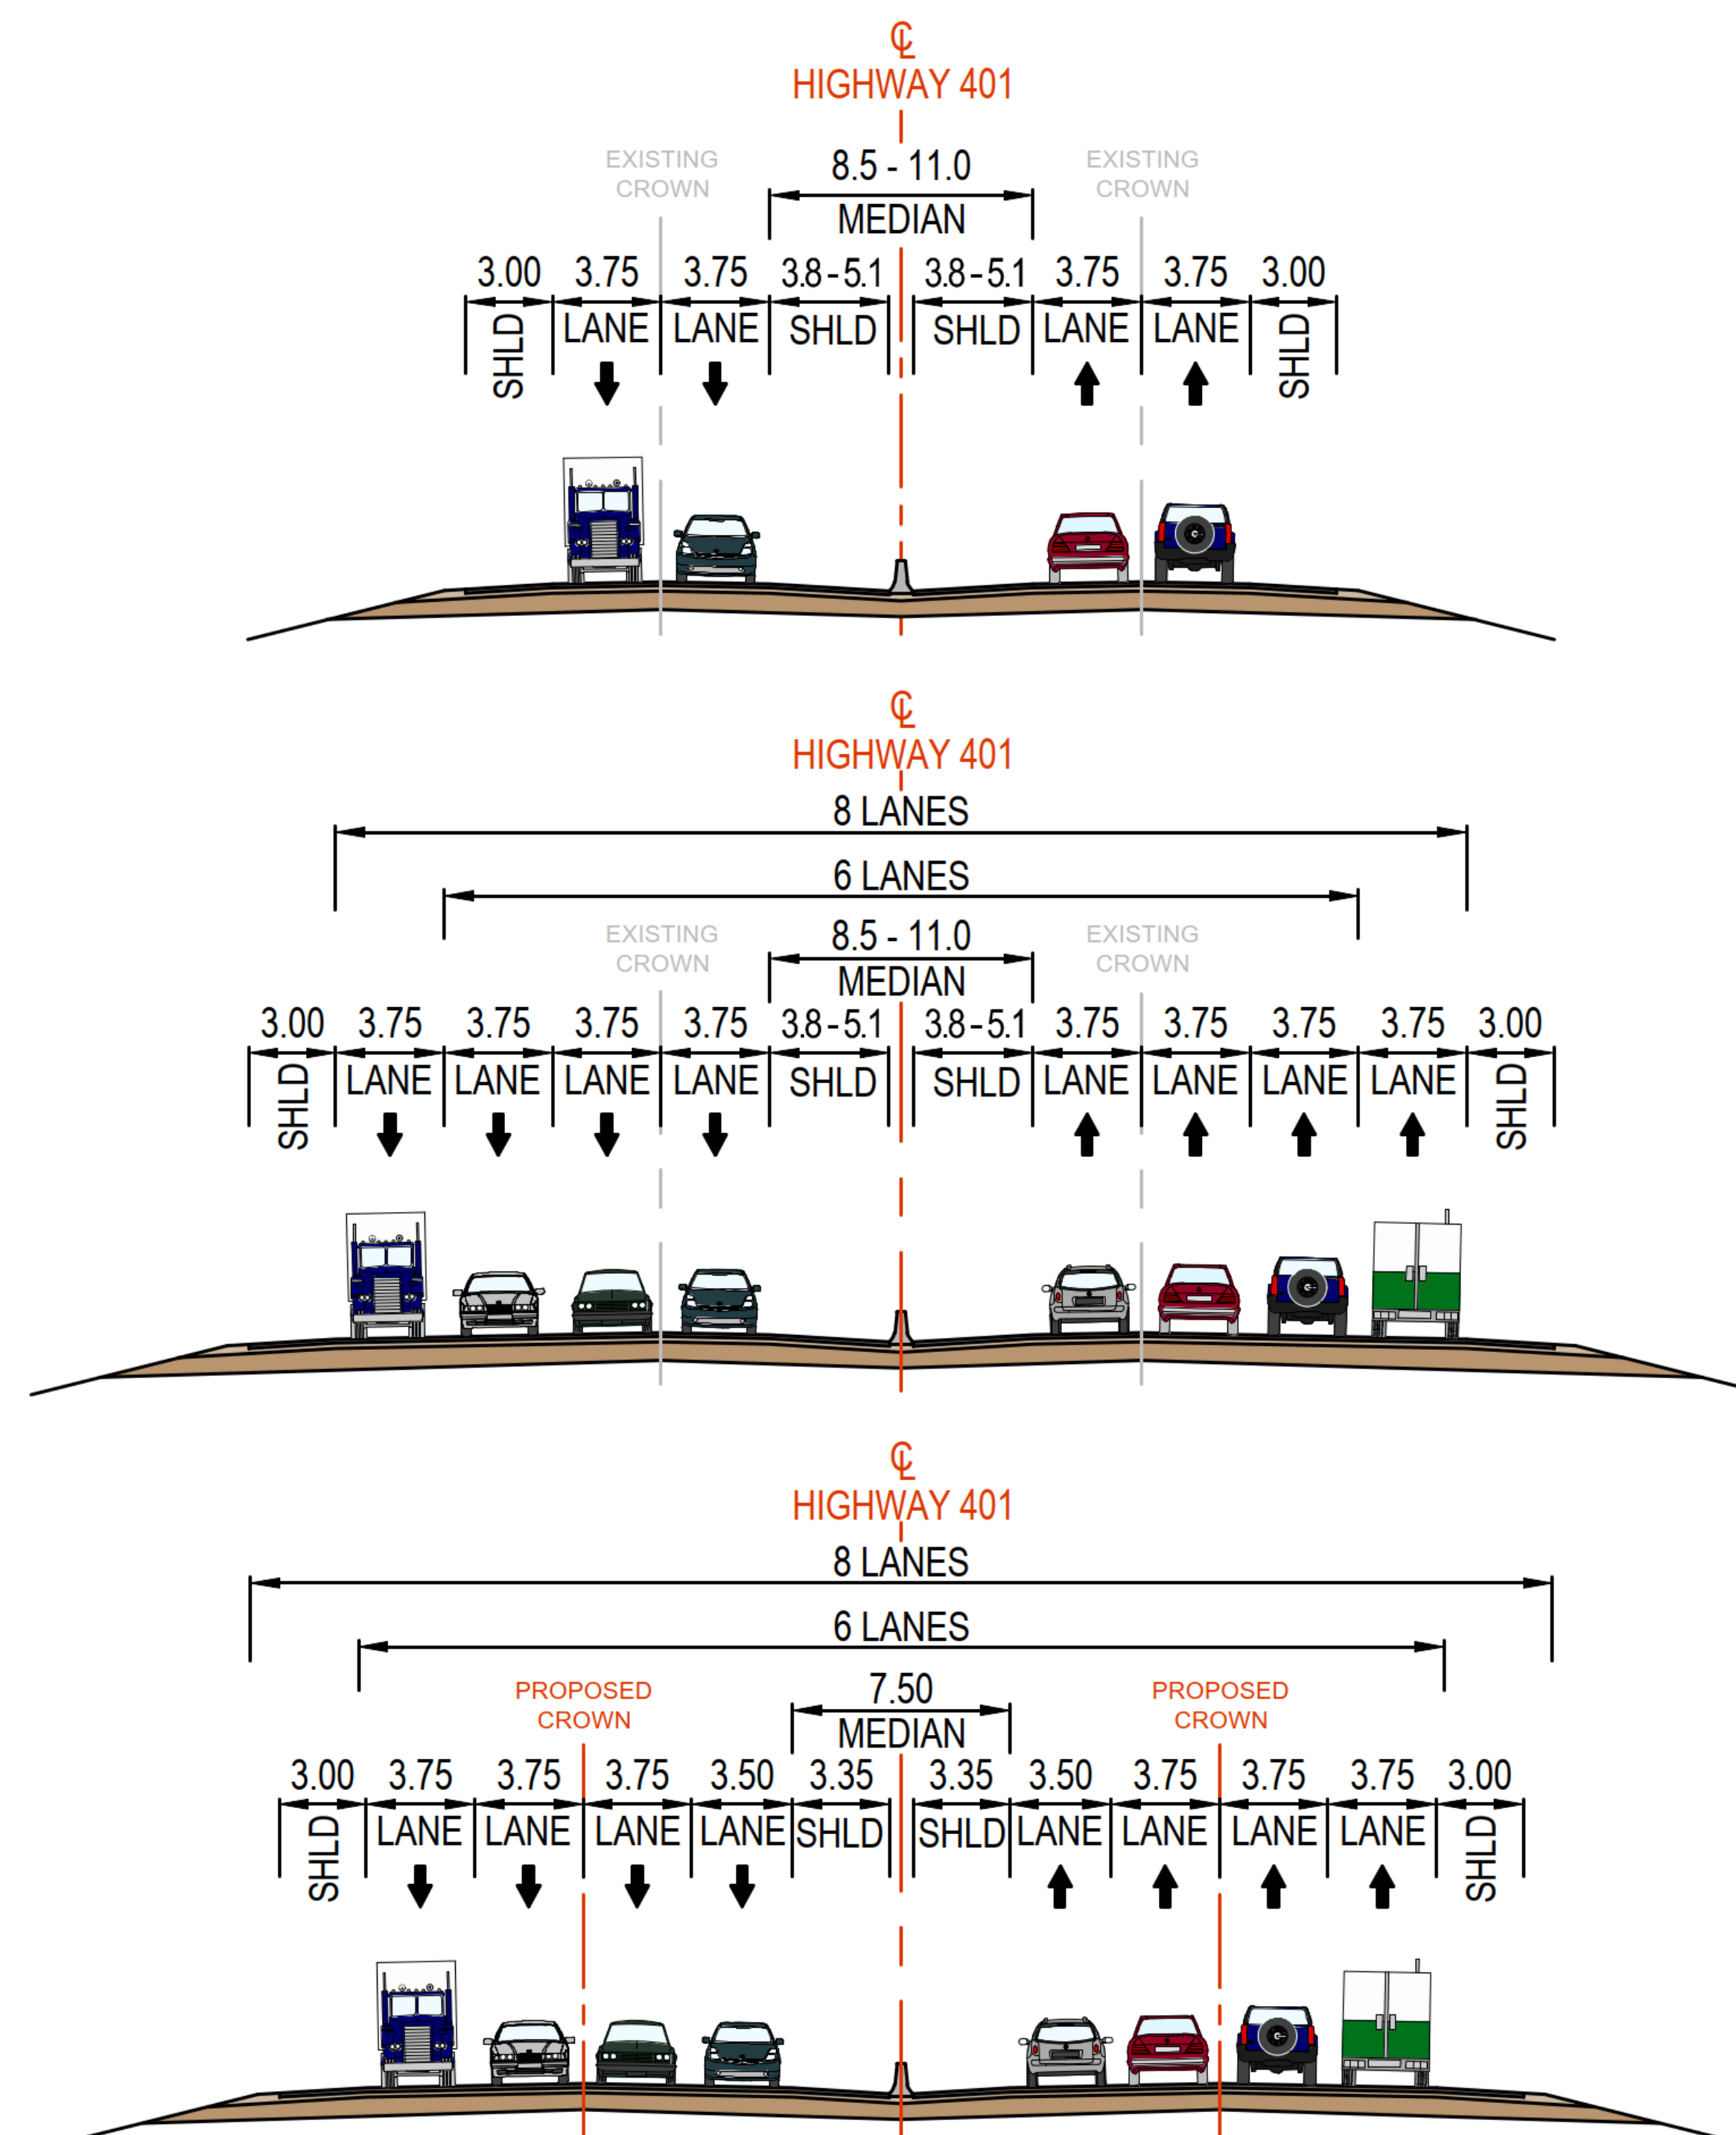 ℄
HIGHWAY 401
EXISTING CROWN 8.5 - 11.0 EXISTING CROWN
MEDIAN
3.00 3.75 3.75 3.8-5.1 3.8-5.1 3.75 3.75 3.00
SHLD LANE LANE SHLD SHLD LANE LANE SHLD
℄
HIGHWAY 401
8 LANES
6 LANES
EXISTING CROWN 8.5 - 11.0 EXISTING CROWN
MEDIAN
3.00 3.75 3.75 3.75 3.75 3.8-5.1 3.8-5.1 3.75 3.75 3.75 3.75 3.00
SHLD LANE LANE LANE LANE SHLD SHLD LANE LANE LANE LANE SHLD
℄
HIGHWAY 401
8 LANES
6 LANES
PROPOSED CROWN 7.50 PROPOSED CROWN
MEDIAN
3.00 3.75 3.75 3.75 3.50 3.35 3.35 3.50 3.75 3.75 3.75 3.00
SHLD LANE LANE LANE LANE SHLD SHLD LANE LANE LANE LANE SHLD